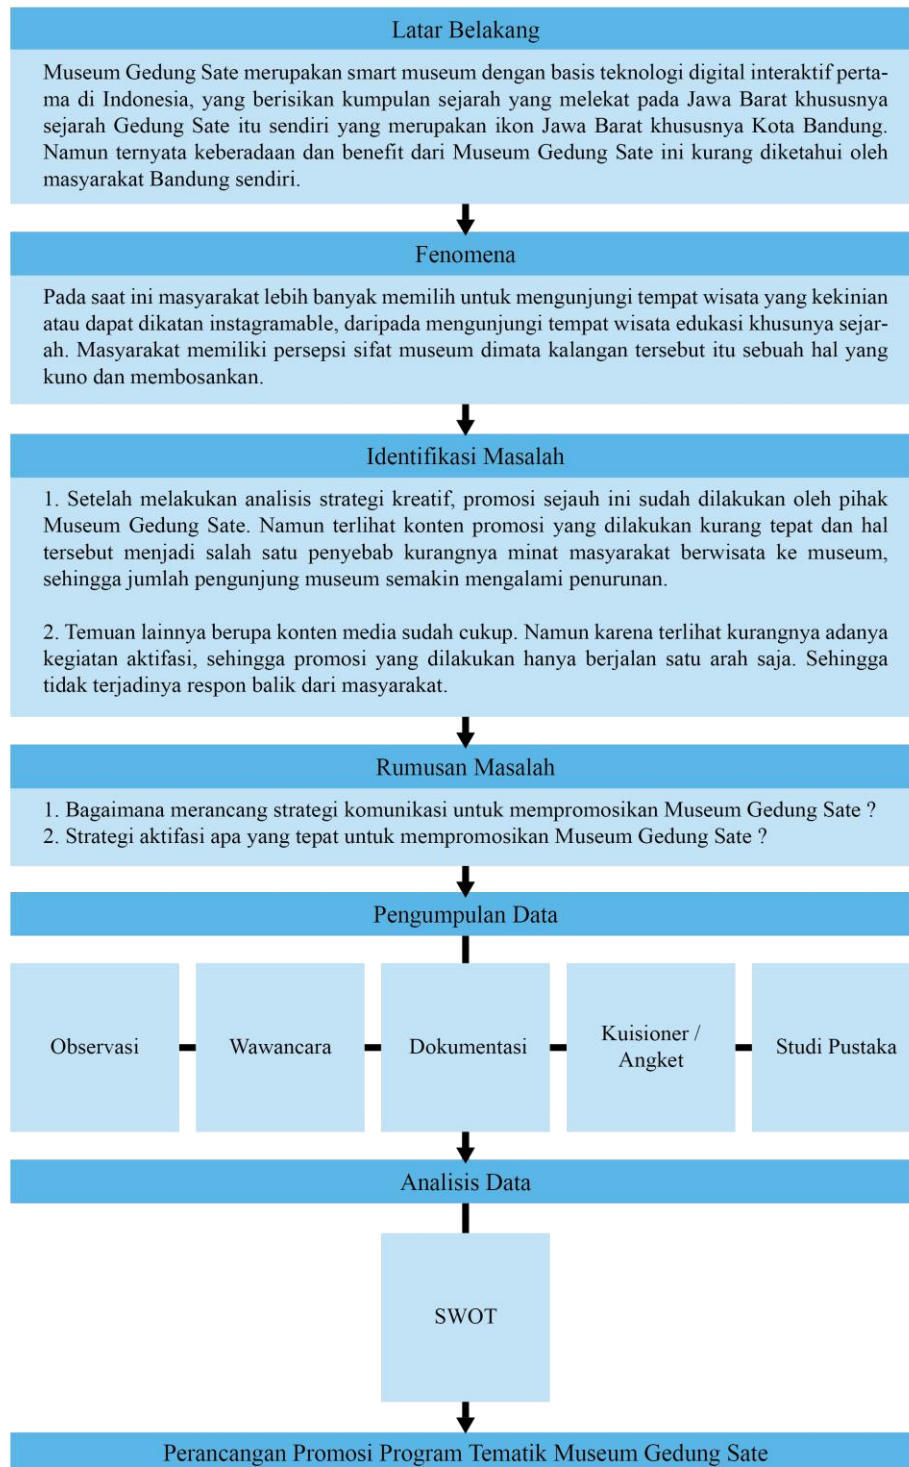 Latar Belakang
Museum Gedung Sate merupakan smart museum dengan basis teknologi digital interaktif perta-
ma di Indonesia, yang berisikan kumpulan sejarah yang melekat pada Jawa Barat khususnya
sejarah Gedung Sate itu sendiri yang merupakan ikon Jawa Barat khususnya Kota Bandung.
Namun ternyata keberadaan dan benefit dari Museum Gedung Sate ini kurang diketahui oleh
masyarakat Bandung sendiri.
Fenomena
Pada saat ini masyarakat lebih banyak memilih untuk mengunjungi tempat wisata yang kekinian
atau dapat dikatan instagramable, daripada mengunjungi tempat wisata edukasi khusunya sejar-
ah. Masyarakat memiliki persepsi sifat museum dimata kalangan tersebut itu sebuah hal yang
kuno dan membosankan.
Identifikasi Masalah
1. Setelah melakukan analisis strategi kreatif, promosi sejauh ini sudah dilakukan oleh pihak
Museum Gedung Sate. Namun terlihat konten promosi yang dilakukan kurang tepat dan hal
tersebut menjadi salah satu penyebab kurangnya minat masyarakat berwisata ke museum,
sehingga jumlah pengunjung museum semakin mengalami penurunan.
2. Temuan lainnya berupa konten media sudah cukup. Namun karena terlihat kurangnya adanya
kegiatan aktifasi, sehingga promosi yang dilakukan hanya berjalan satu arah saja. Sehingga
tidak terjadinya respon balik dari masyarakat.
Rumusan Masalah
1. Bagaimana merancang strategi komunikasi untuk mempromosikan Museum Gedung Sate ?
2. Strategi aktifasi apa yang tepat untuk mempromosikan Museum Gedung Sate ?
Pengumpulan Data
Observasi
Wawancara
Dokumentasi
Kuisioner /
Angket
Studi Pustaka
Analisis Data
SWOT
Perancangan Promosi Program Tematik Museum Gedung Sate